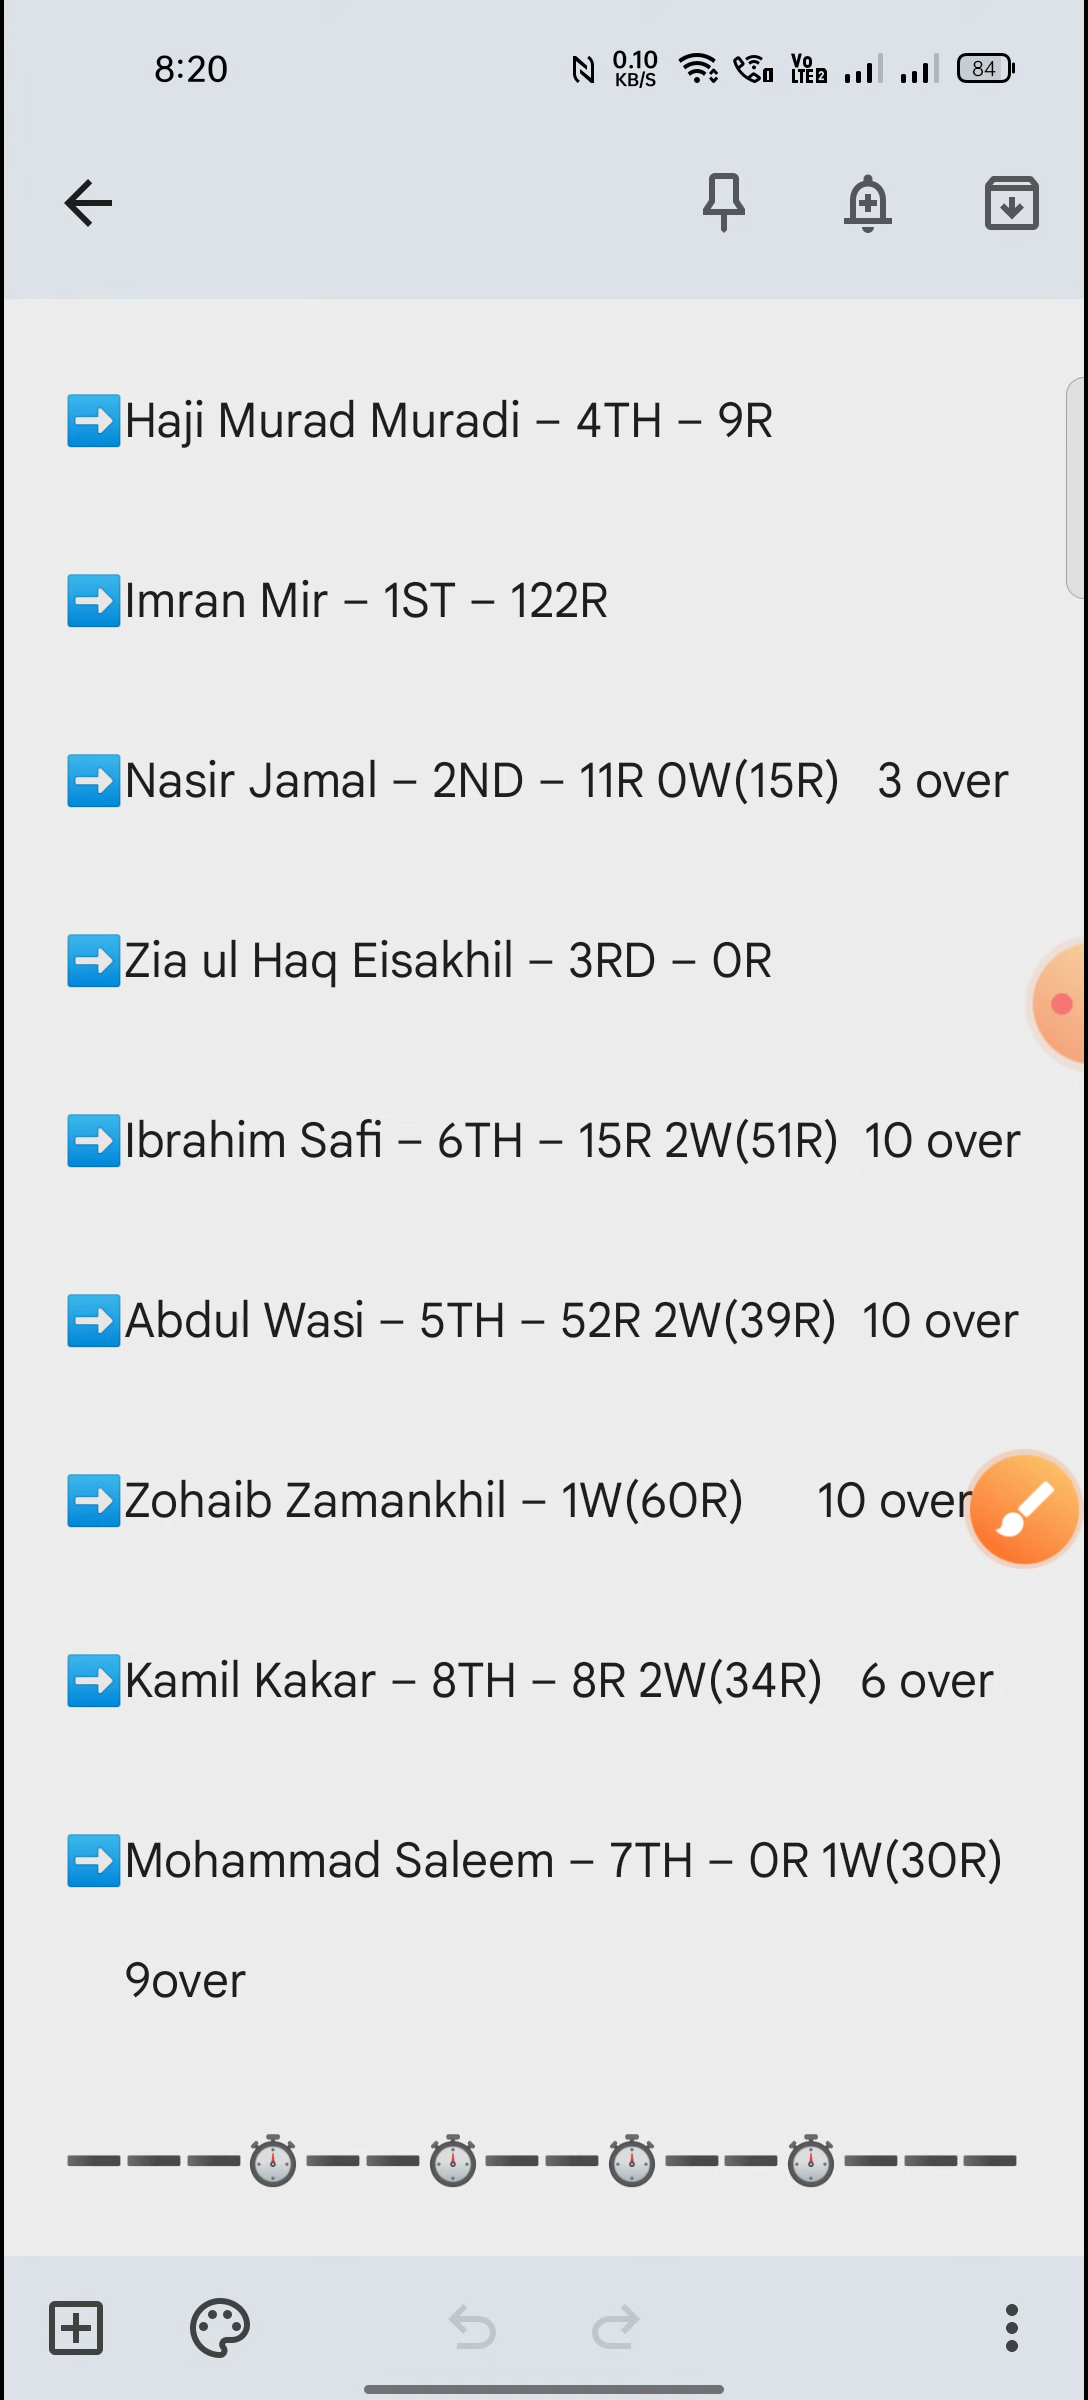 8:20 0.10 KB/S Vo LTE 2 84
➡️Haji Murad Muradi – 4TH – 9R
➡️Imran Mir – 1ST – 122R
➡️Nasir Jamal – 2ND – 11R 0W(15R) 3 over
➡️Zia ul Haq Eisakhil – 3RD – 0R
➡️Ibrahim Safi – 6TH – 15R 2W(51R) 10 over
➡️Abdul Wasi – 5TH – 52R 2W(39R) 10 over
➡️Zohaib Zamankhil – 1W(60R) 10 over
➡️Kamil Kakar – 8TH – 8R 2W(34R) 6 over
➡️Mohammad Saleem – 7TH – 0R 1W(30R)
9over
➖➖➖⏱️➖➖⏱️➖➖⏱️➖➖⏱️➖➖➖